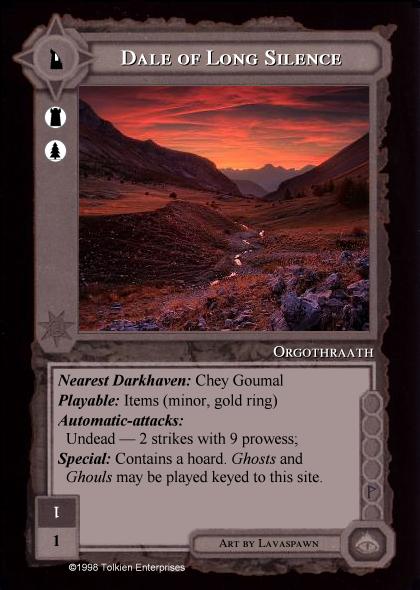 Dale of Long Silence
Orgothraath
Nearest Darkhaven: Chey Goumal
Playable: Items (minor, gold ring)
Automatic-attacks:
Undead — 2 strikes with 9 prowess;
Special: Contains a hoard. Ghosts and
Ghouls may be played keyed to this site.
1
1
Art by Lavaspawn
©1998 Tolkien Enterprises